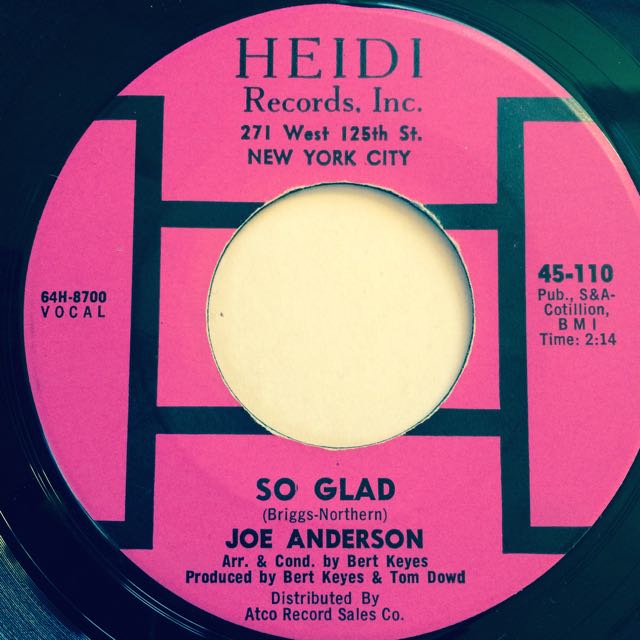 HEIDI
Records, Inc.
271 West 125th St.
NEW YORK CITY
64H-8700
VOCAL
45-110
Pub., S&A-
Cotillion,
BMI
Time: 2:14
SO GLAD
(Briggs-Northern)
JOE ANDERSON
Arr. & Cond. by Bert Keyes
Produced by Bert Keyes & Tom Dowd
Distributed By
Atco Record Sales Co.